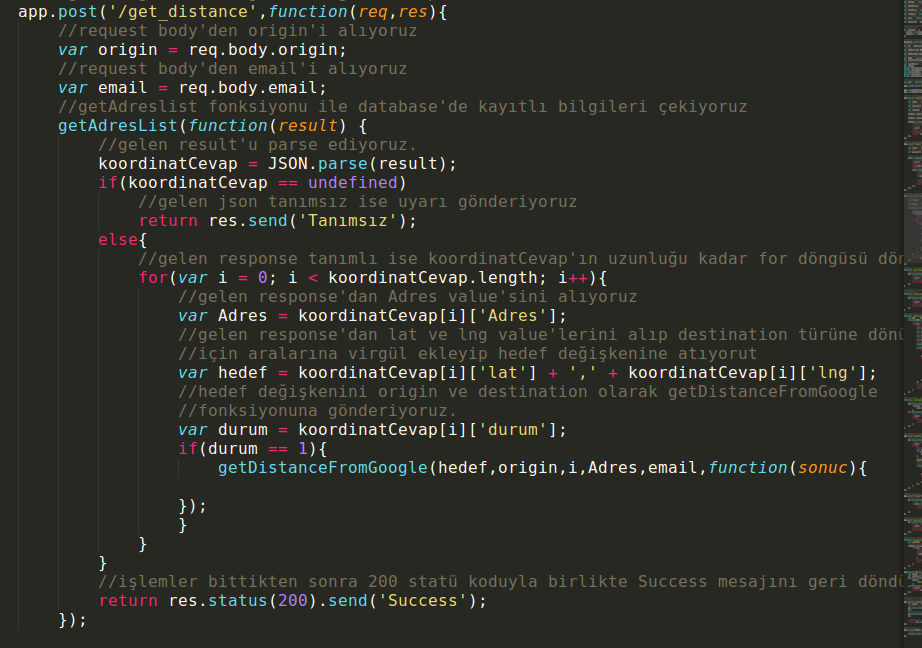 app.post('/get_distance',function(req,res){
//request body'den origin'i alıyoruz
var origin = req.body.origin;
//request body'den email'i alıyoruz
var email = req.body.email;
//getAdreslist fonksiyonu ile database'de kayıtlı bilgileri çekiyoruz
getAdresList(function(result) {
//gelen result'u parse ediyoruz.
koordinatCevap = JSON.parse(result);
if(koordinatCevap == undefined)
//gelen json tanımsız ise uyarı gönderiyoruz
return res.send('Tanımsız');
else{
//gelen response tanımlı ise koordinatCevap'ın uzunluğu kadar for döngüsü
for(var i = 0; i < koordinatCevap.length; i++){
//gelen response'dan Adres value'sini alıyoruz
var Adres = koordinatCevap[i]['Adres'];
//gelen response'dan lat ve lng value'lerini alıp destination türüne
//için aralarına virgül ekleyip hedef değişkenine atıyorut
var hedef = koordinatCevap[i]['lat'] + ',' + koordinatCevap[i]['lng'];
//hedef değişkenini origin ve destination olarak getDistanceFromGoogle
//fonksiyonuna gönderiyoruz.
var durum = koordinatCevap[i]['durum'];
if(durum == 1){
getDistanceFromGoogle(hedef,origin,i,Adres,email,function(sonuc){
});
}
}
}
//işlemler bittikten sonra 200 statü koduyla birlikte Success mesajını geri
return res.status(200).send('Success');
});